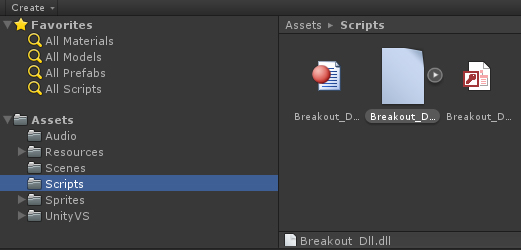 Create
Favorites
All Materials
All Models
All Prefabs
All Scripts
Assets
Audio
Resources
Scenes
Scripts
Sprites
UnityVS
Assets Scripts
Breakout_D... Breakout_D... Breakout_D...
Breakout_Dll.dll